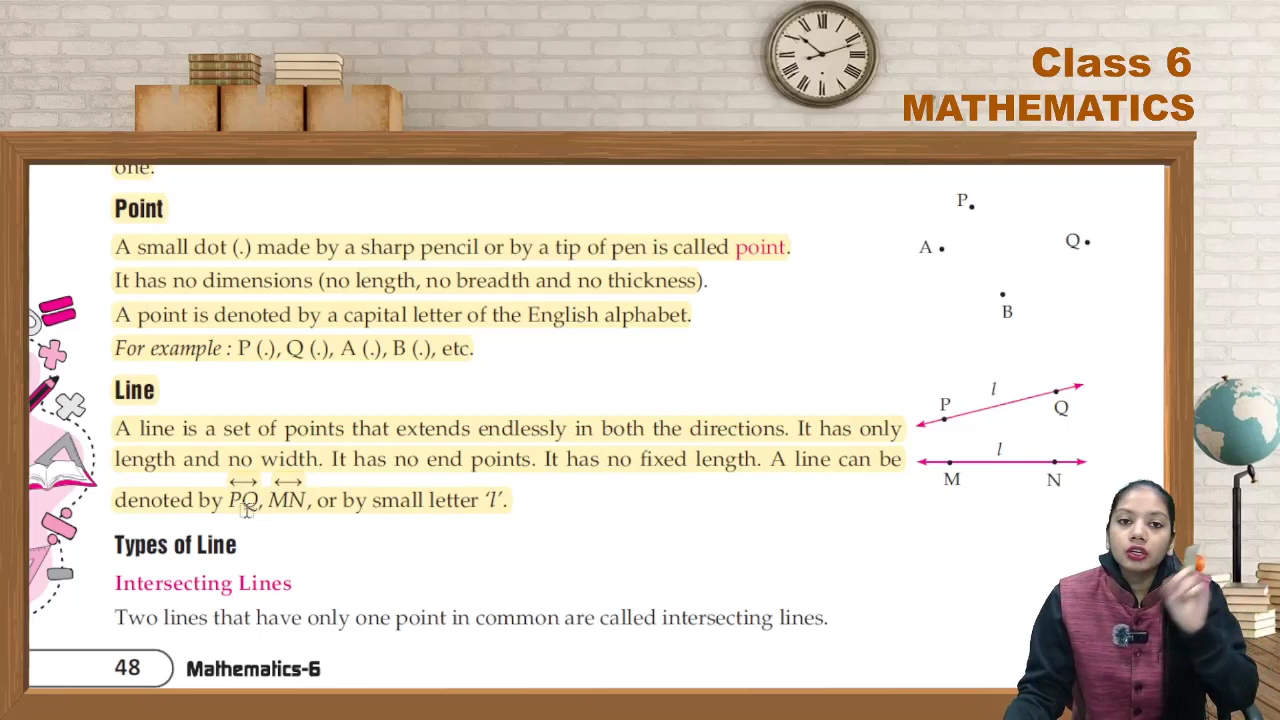 Class 6
MATHEMATICS
one.
Point
A small dot (.) made by a sharp pencil or by a tip of pen is called point.
It has no dimensions (no length, no breadth and no thickness).
A point is denoted by a capital letter of the English alphabet.
For example : P (.), Q (.), A (.), B (.), etc.
P
A
Q
B
Line
A line is a set of points that extends endlessly in both the directions. It has only
length and no width. It has no end points. It has no fixed length. A line can be
denoted by PQ, MN, or by small letter 'l'.
l
P
Q
l
M
N
Types of Line
Intersecting Lines
Two lines that have only one point in common are called intersecting lines.
48 Mathematics-6